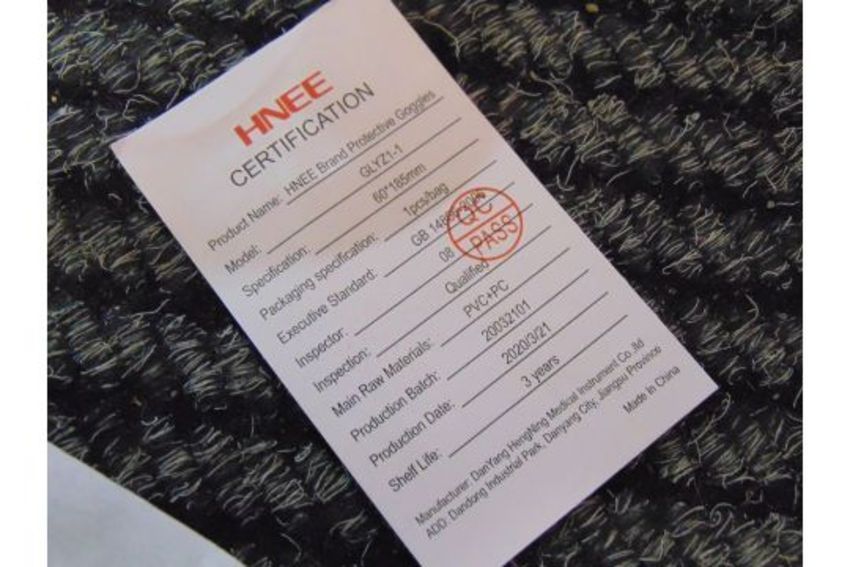 HNEE
CERTIFICATION
Product Name: HNEE Brand Protective Goggles
Model: GLYZ1-1
Specification: 60*185mm
Packaging specification: 1pcs/bag
Executive Standard: GB
Inspector: 08
Inspection: Qualified
Main Raw Materials: PVC+PC
Production Batch: 20032101
Production Date: 2020/3/21
Shelf Life: 3 years
Manufacturer: DanYang HengNing Medical Instrument Co.,ltd
ADD: Dandong Industrial Park, Danyang City, Jiangsu Province
Made In China
QC
PASS